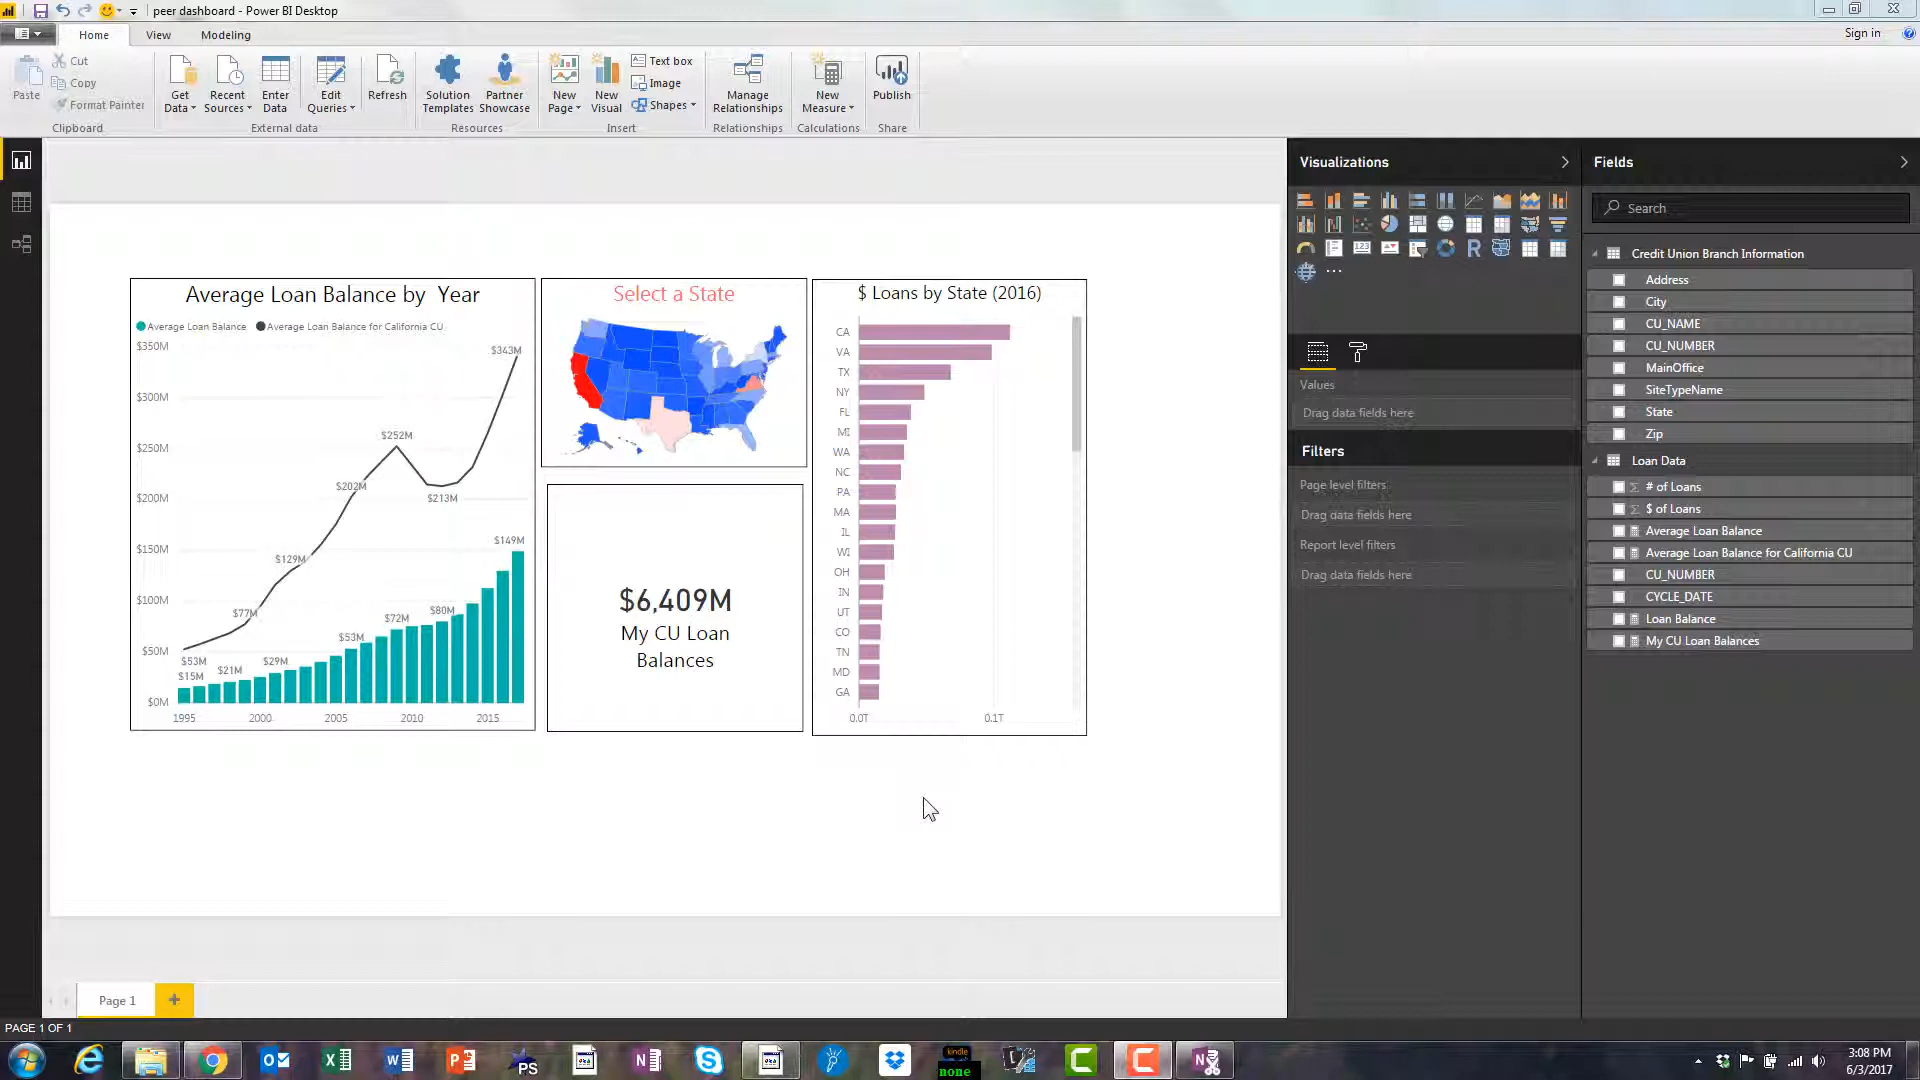 peer dashboard - Power BI Desktop
Home
View
Modeling
Sign in
Paste
Cut
Copy
Format Painter
Clipboard
Get Data
Recent Sources
Enter Data
Edit Queries
Refresh
External data
Solution Templates
Partner Showcase
Resources
New Page
New Visual
Text box
Image
Shapes
Insert
Manage Relationships
Relationships
New Measure
Calculations
Publish
Share
Average Loan Balance by Year
Average Loan Balance
Average Loan Balance for California CU
$350M
$300M
$250M
$200M
$150M
$100M
$50M
$0M
$343M
$252M
$202M
$213M
$149M
$129M
$77M
$72M
$80M
$53M
$53M
$29M
$21M
$15M
1995
2000
2005
2010
2015
Select a State
$6,409M
My CU Loan
Balances
$ Loans by State (2016)
CA
VA
TX
NY
FL
MI
WA
NC
PA
MA
IL
WI
OH
IN
UT
CO
TN
MD
GA
0.0T
0.1T
Visualizations
R
Values
Drag data fields here
Filters
Page level filters
Drag data fields here
Report level filters
Drag data fields here
Fields
Search
Credit Union Branch Information
Address
City
CU_NAME
CU_NUMBER
MainOffice
SiteTypeName
State
Zip
Loan Data
# of Loans
$ of Loans
Average Loan Balance
Average Loan Balance for California CU
CU_NUMBER
CYCLE_DATE
Loan Balance
My CU Loan Balances
Page 1
PAGE 1 OF 1
PS
kindle
none
3:08 PM
6/3/2017